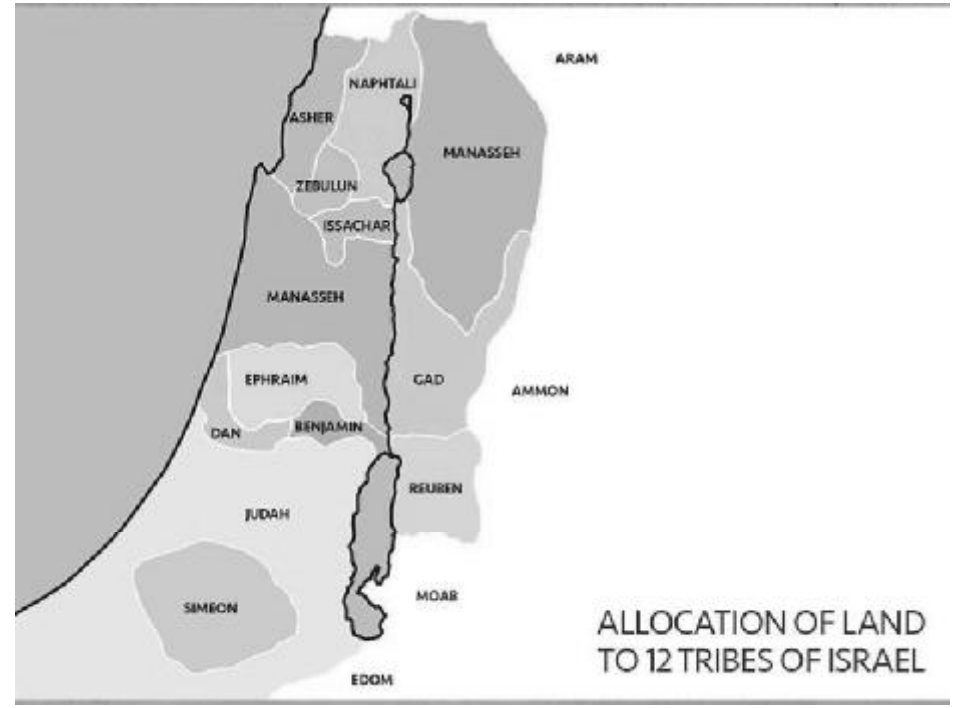 ARAM
NAPHTALI
ASHER
MANASSEH
ZEBULUN
ISSACHAR
MANASSEH
EPHRAIM
GAD
AMMON
DAN
BENJAMIN
REUBEN
JUDAH
MOAB
SIMEON
EDOM
ALLOCATION OF LAND
TO 12 TRIBES OF ISRAEL